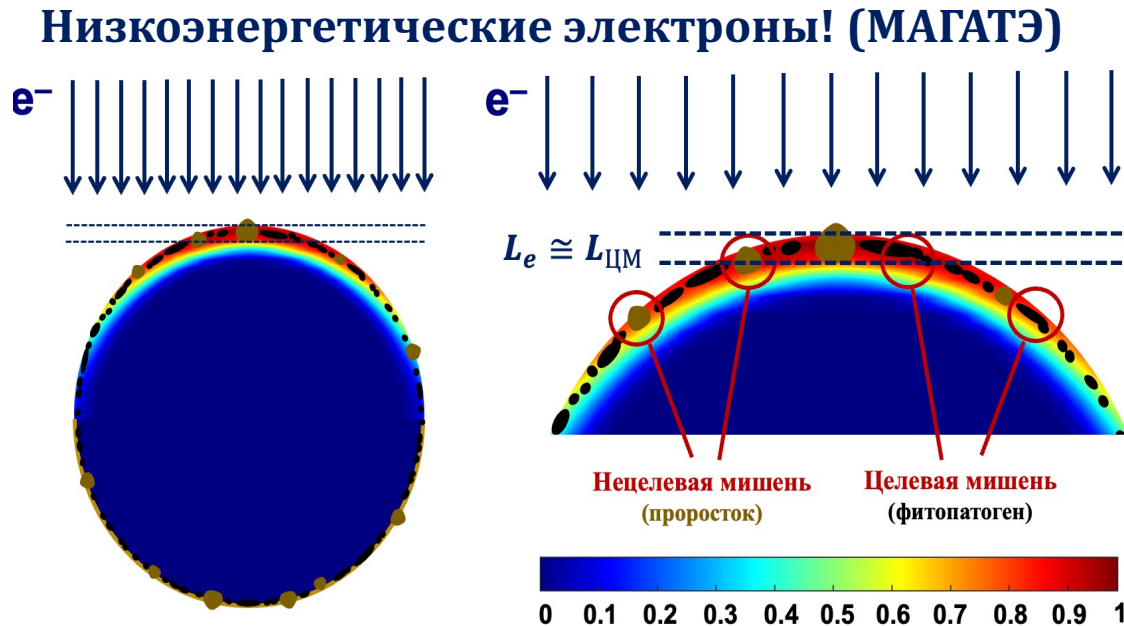 Низкоэнергетические электроны! (МАГАТЭ)
e⁻
e⁻
Lₑ ≅ L_ЦМ
Нецелевая мишень
(проросток)
Целевая мишень
(фитопатоген)
0 0.1 0.2 0.3 0.4 0.5 0.6 0.7 0.8 0.9 1